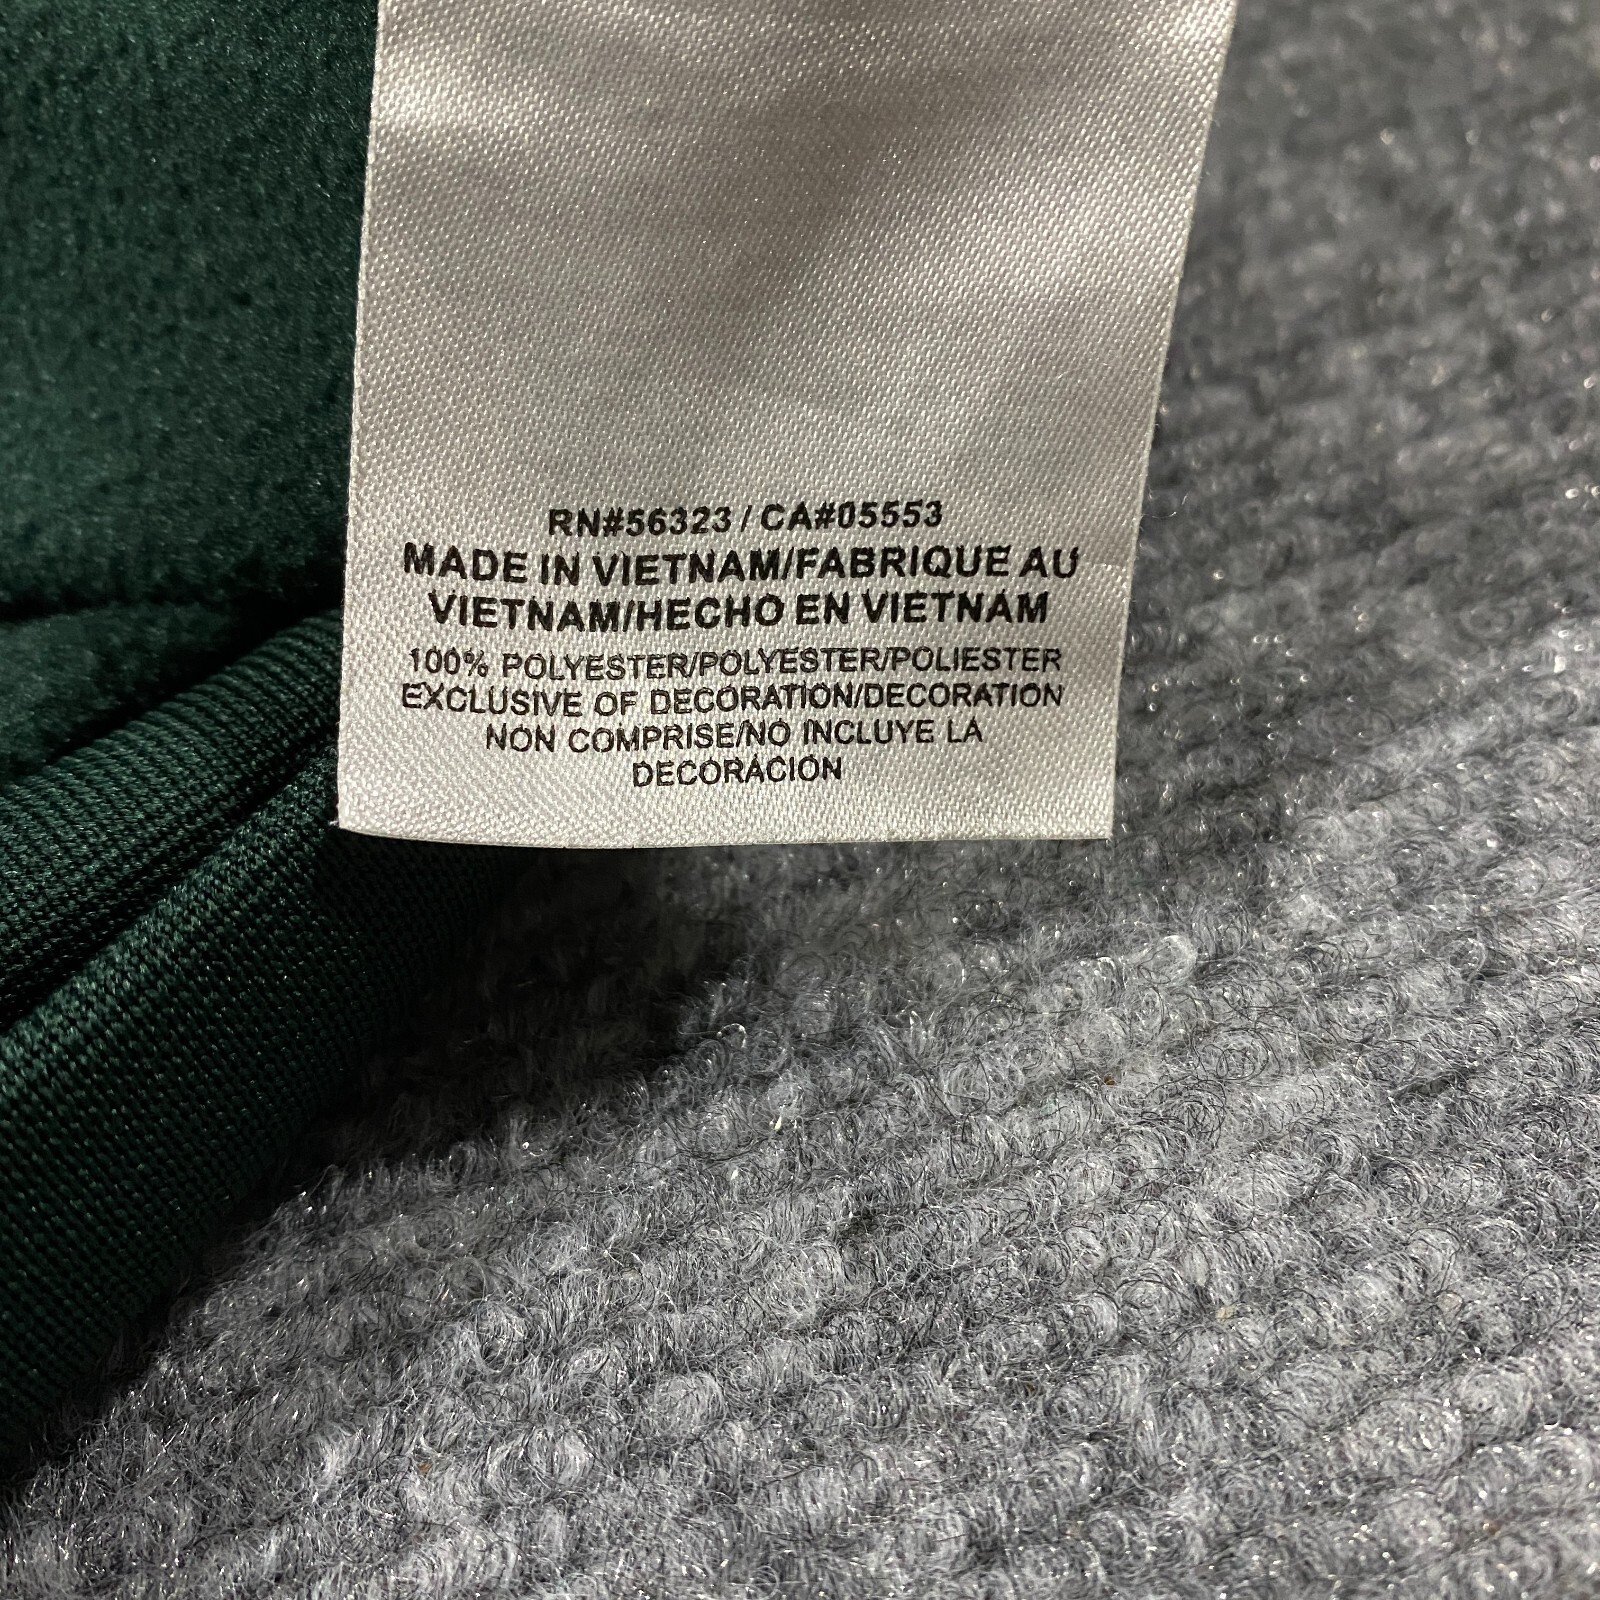 RN#56323 / CA#05553
MADE IN VIETNAM/FABRIQUE AU
VIETNAM/HECHO EN VIETNAM
100% POLYESTER/POLYESTER/POLIESTER
EXCLUSIVE OF DECORATION/DECORATION
NON COMPRISE/NO INCLUYE LA
DECORACION